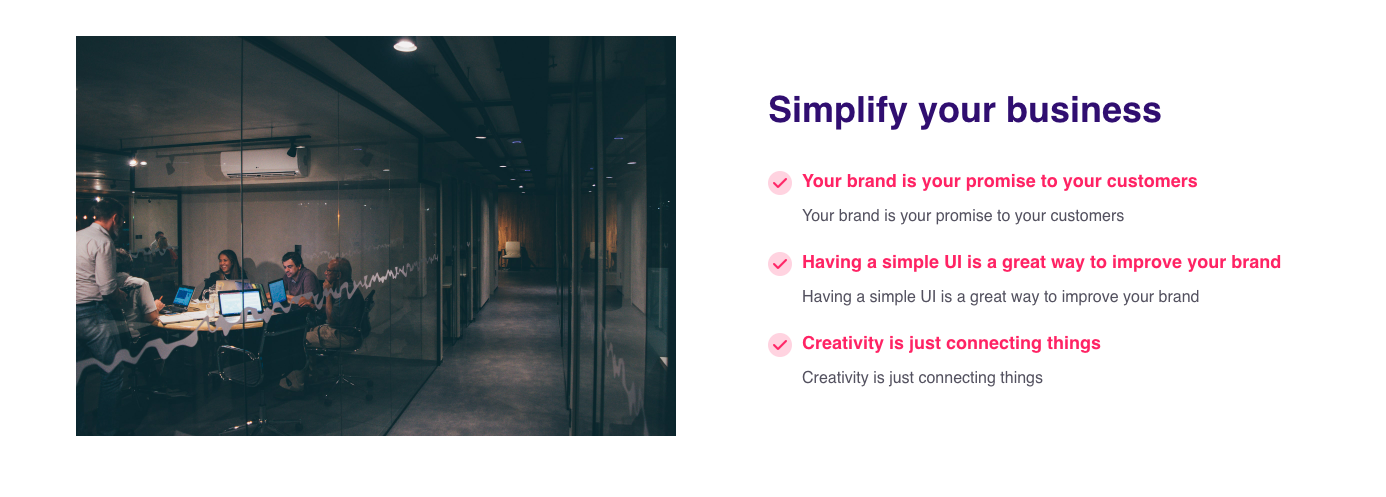 Simplify your business
Your brand is your promise to your customers
Your brand is your promise to your customers
Having a simple UI is a great way to improve your brand
Having a simple UI is a great way to improve your brand
Creativity is just connecting things
Creativity is just connecting things